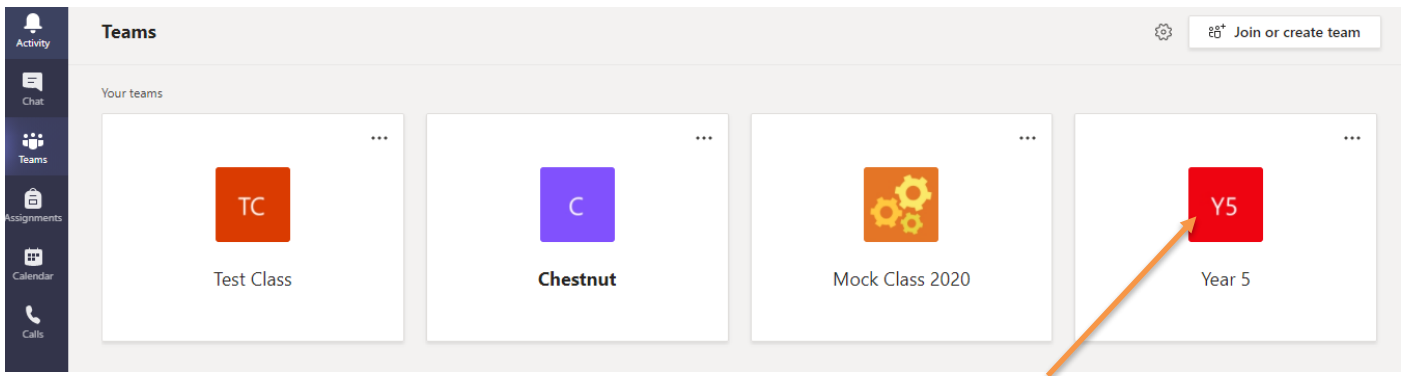 Activity
Chat
Teams
Assignments
Calendar
Calls
Teams
Join or create team
Your teams
...
TC
Test Class
...
C
Chestnut
...
Mock Class 2020
...
Y5
Year 5